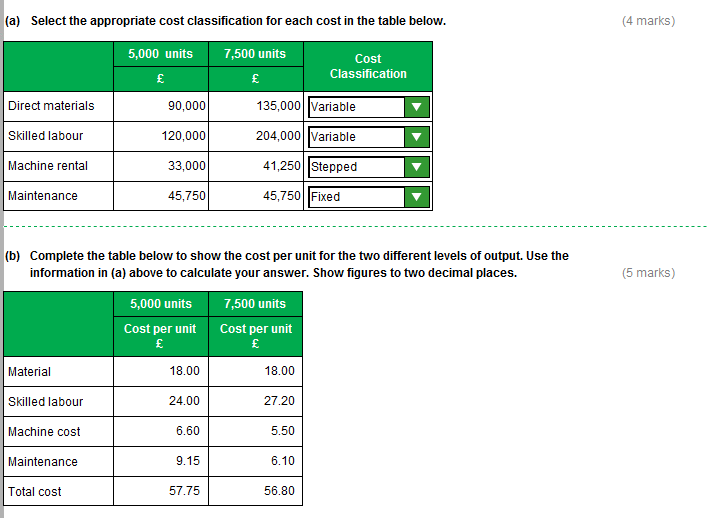 (a) Select the appropriate cost classification for each cost in the table below. (4 marks)
5,000 units 7,500 units Cost Classification
£ £
Direct materials 90,000 135,000 Variable
Skilled labour 120,000 204,000 Variable
Machine rental 33,000 41,250 Stepped
Maintenance 45,750 45,750 Fixed
(b) Complete the table below to show the cost per unit for the two different levels of output. Use the
information in (a) above to calculate your answer. Show figures to two decimal places. (5 marks)
5,000 units 7,500 units
Cost per unit Cost per unit
£ £
Material 18.00 18.00
Skilled labour 24.00 27.20
Machine cost 6.60 5.50
Maintenance 9.15 6.10
Total cost 57.75 56.80